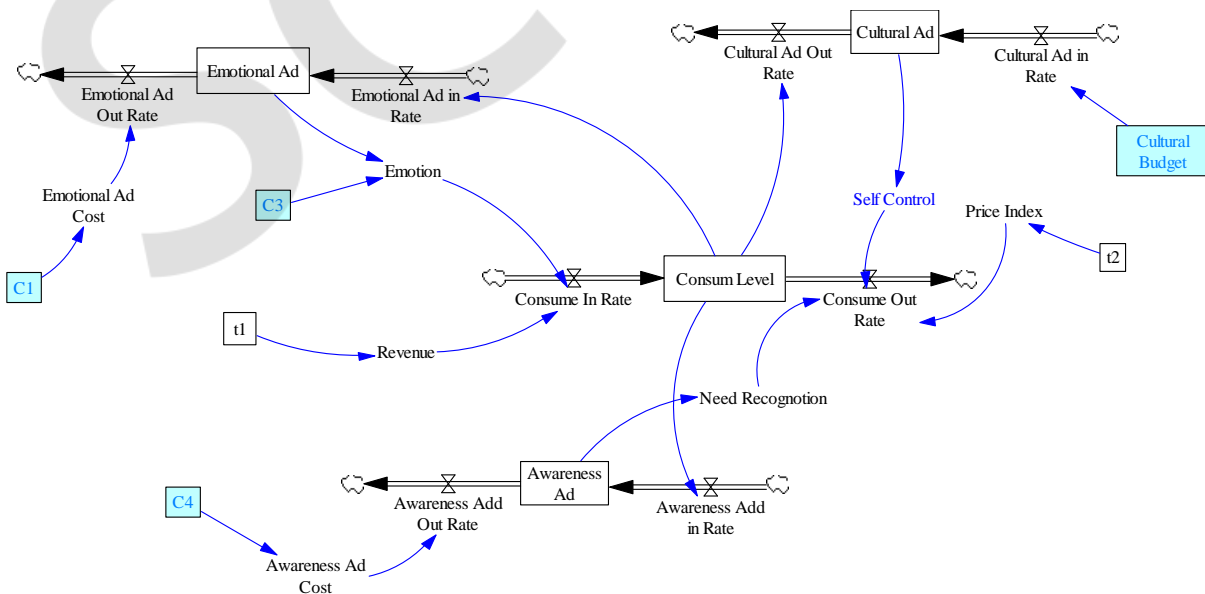 Cultural Ad
Cultural Ad Out
Rate
Cultural Ad in
Rate
Emotional Ad
Emotional Ad
Out Rate
Emotional Ad in
Rate
Cultural
Budget
Emotion
C3
Emotional Ad
Cost
Self Control
Price Index
t2
C1
Consum Level
Consume In Rate
Consume Out
Rate
t1
Revenue
Need Recognotion
Awareness
Ad
Awareness Add
Out Rate
Awareness Add
in Rate
C4
Awareness Ad
Cost
SC